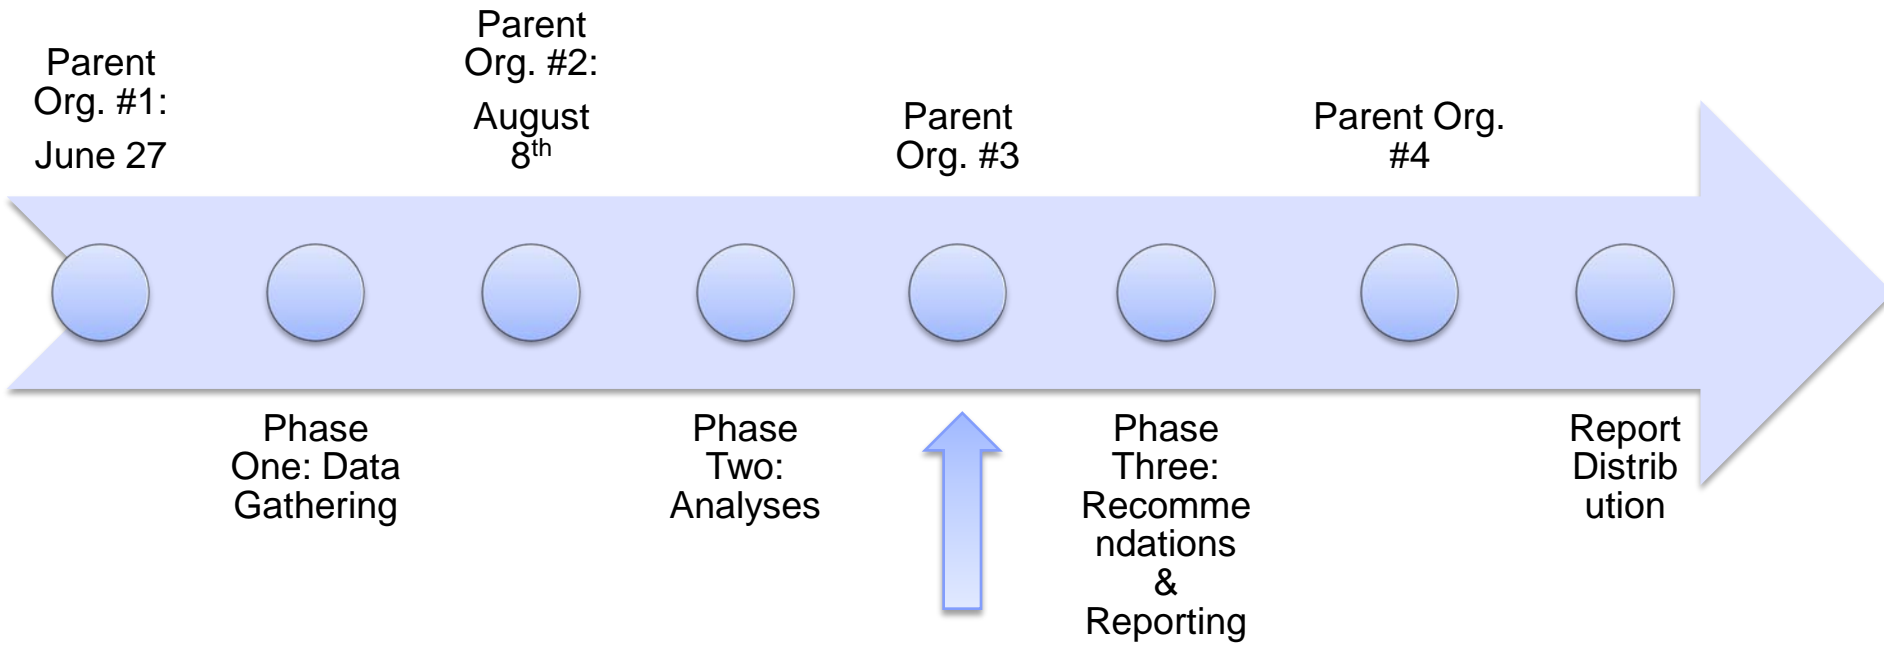 Parent
Org. #1:
June 27
Parent
Org. #2:
August
8th
Parent
Org. #3
Parent Org.
#4
Phase
One: Data
Gathering
Phase
Two:
Analyses
Phase
Three:
Recomme
ndations
&
Reporting
Report
Distrib
ution